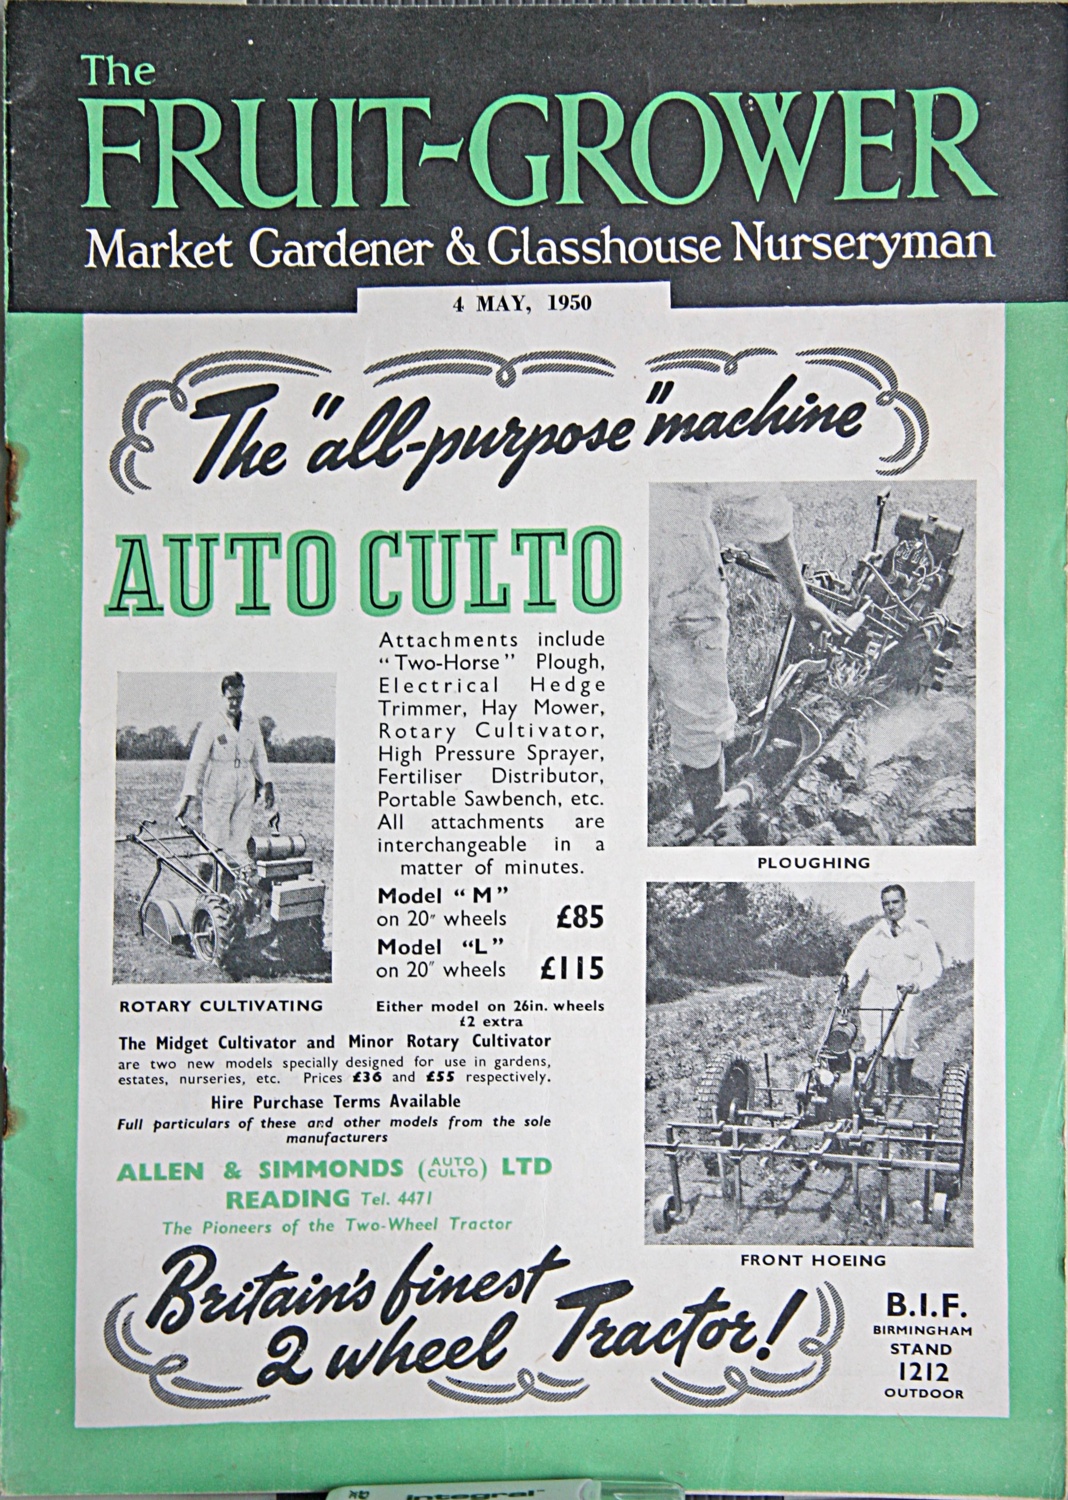 The
FRUIT-GROWER
Market Gardener & Glasshouse Nurseryman
4 MAY, 1950
The "all-purpose" machine
AUTO CULTO
Attachments include
"Two-Horse" Plough,
Electrical Hedge
Trimmer, Hay Mower,
Rotary Cultivator,
High Pressure Sprayer,
Fertiliser Distributor,
Portable Sawbench, etc.
All attachments are
interchangeable in a
matter of minutes.
Model "M"
on 20" wheels £85
Model "L"
on 20" wheels £115
Either model on 26in. wheels
£2 extra
ROTARY CULTIVATING
PLOUGHING
FRONT HOEING
The Midget Cultivator and Minor Rotary Cultivator
are two new models specially designed for use in gardens,
estates, nurseries, etc. Prices £36 and £55 respectively.
Hire Purchase Terms Available
Full particulars of these and other models from the sole
manufacturers
ALLEN & SIMMONDS (AUTO CULTO) LTD
READING Tel. 4471
The Pioneers of the Two-Wheel Tractor
Britain's finest
2 wheel Tractor!
B.I.F.
BIRMINGHAM
STAND
1212
OUTDOOR
integral